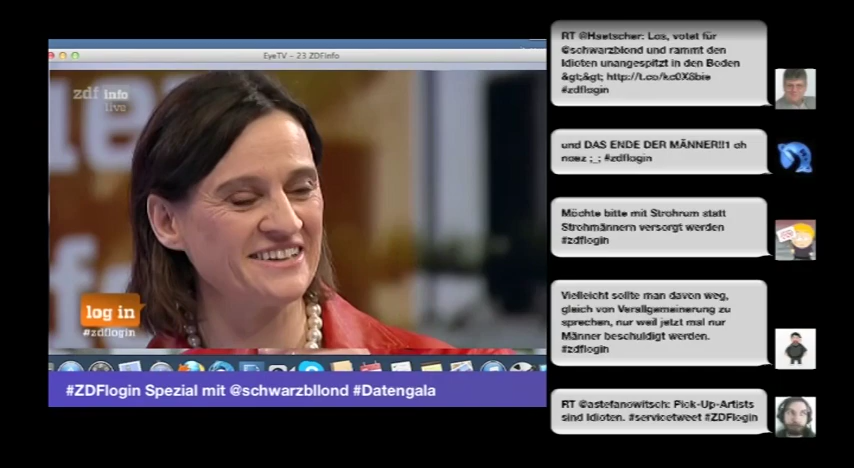 EyeTV – 23 ZDFinfo
zdf info
live
log in
#zdflogin
#ZDFlogin Spezial mit @schwarzbllond #Datengala
RT @Haetscher: Los, votet für
@schwarzblond und rammt den
Idioten unangespitzt in den Boden
&gt;&gt; http://t.co/kc0X8bie
#zdflogin
und DAS ENDE DER MÄNNER!!1 oh
noez ;_; #zdflogin
Möchte bitte mit Strohrum statt
Strohmännern versorgt werden
#zdflogin
Vielleicht sollte man davon weg,
gleich von Verallgemeinerung zu
sprechen, nur weil jetzt mal nur
Männer beschuldigt werden.
#zdflogin
RT @astefanowitsch: Pick-Up-Artists
sind Idioten. #servicetweet #ZDFlogin